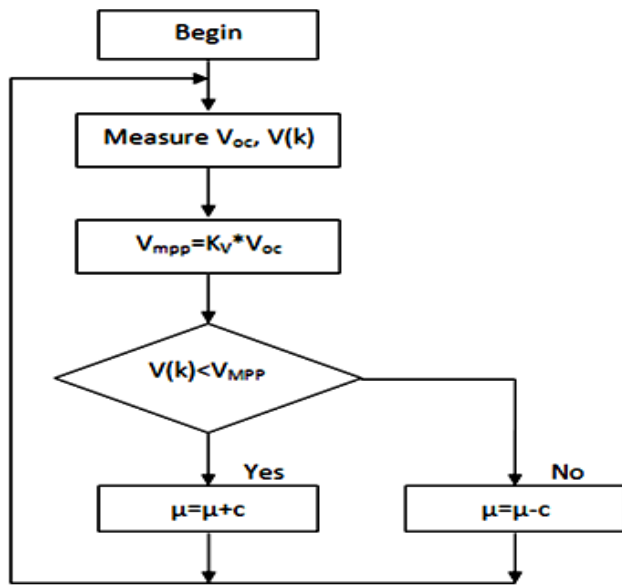 Begin
Measure Voc, V(k)
Vmpp=KV*Voc
V(k)<VMPP
Yes
No
μ=μ+c
μ=μ-c